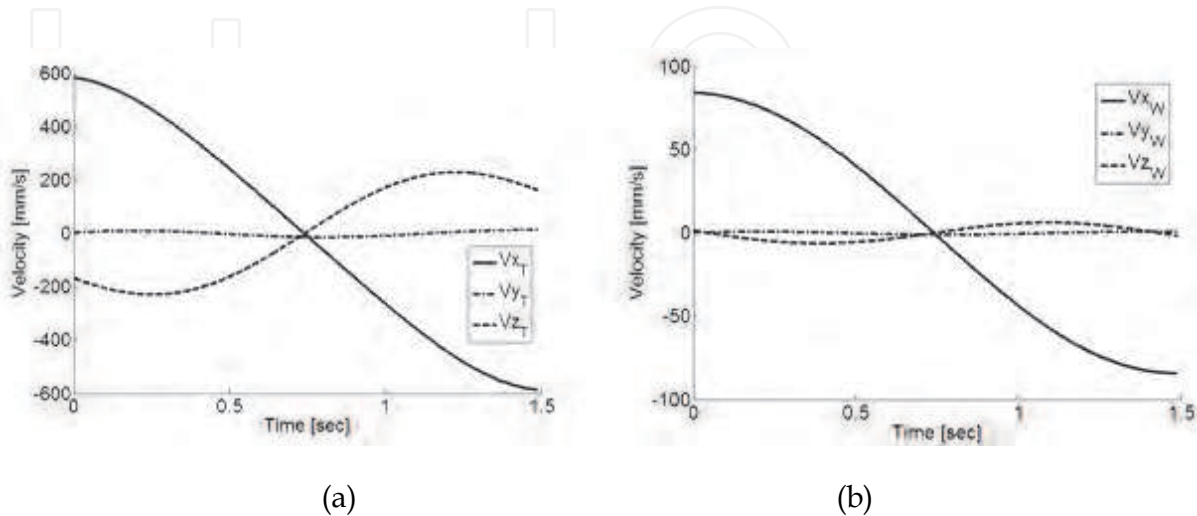 600
400
200
0
-200
-400
-600
0
0.5
1
1.5
Velocity [mm/s]
Time [sec]
Vx_T
Vy_T
Vz_T
(a)
100
50
0
-50
-100
0
0.5
1
1.5
Velocity [mm/s]
Time [sec]
Vx_W
Vy_W
Vz_W
(b)